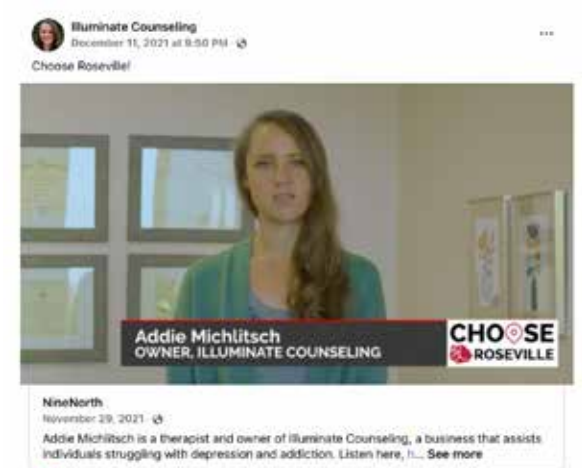 Illuminate Counseling
December 11, 2021 at 8:50 PM
Choose Roseville!
Addie Michlitsch
OWNER, ILLUMINATE COUNSELING
CHOOSE
ROSEVILLE
NineNorth
November 29, 2021
Addie Michlitsch is a therapist and owner of Illuminate Counseling, a business that assists
individuals struggling with depression and addiction. Listen here, h... See more